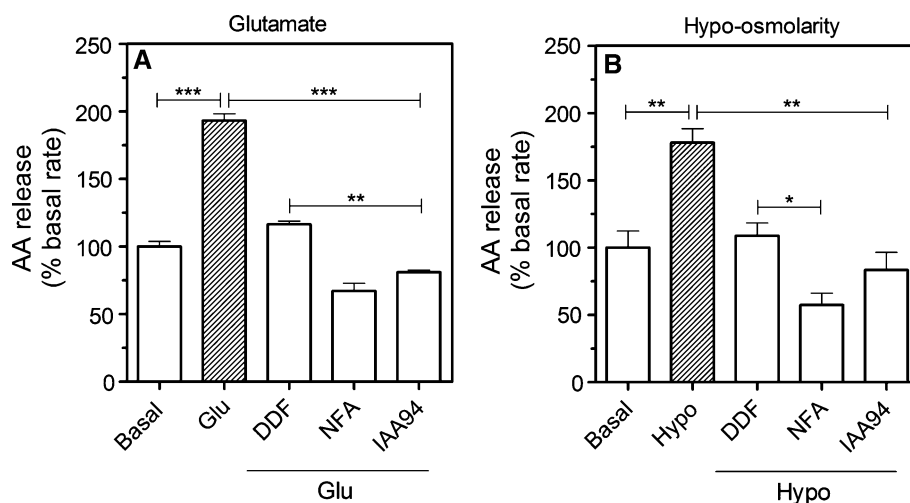 Glutamate
A
AA release
(% basal rate)
250
200
150
100
50
0
***
***
**
Basal
Glu
DDF
NFA
IAA94
Glu
Hypo-osmolarity
B
AA release
(% basal rate)
250
200
150
100
50
0
**
**
*
Basal
Hypo
DDF
NFA
IAA94
Hypo